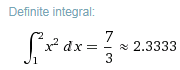 Definite integral:
∫₁² x² dx = 7/3 ≈ 2.3333